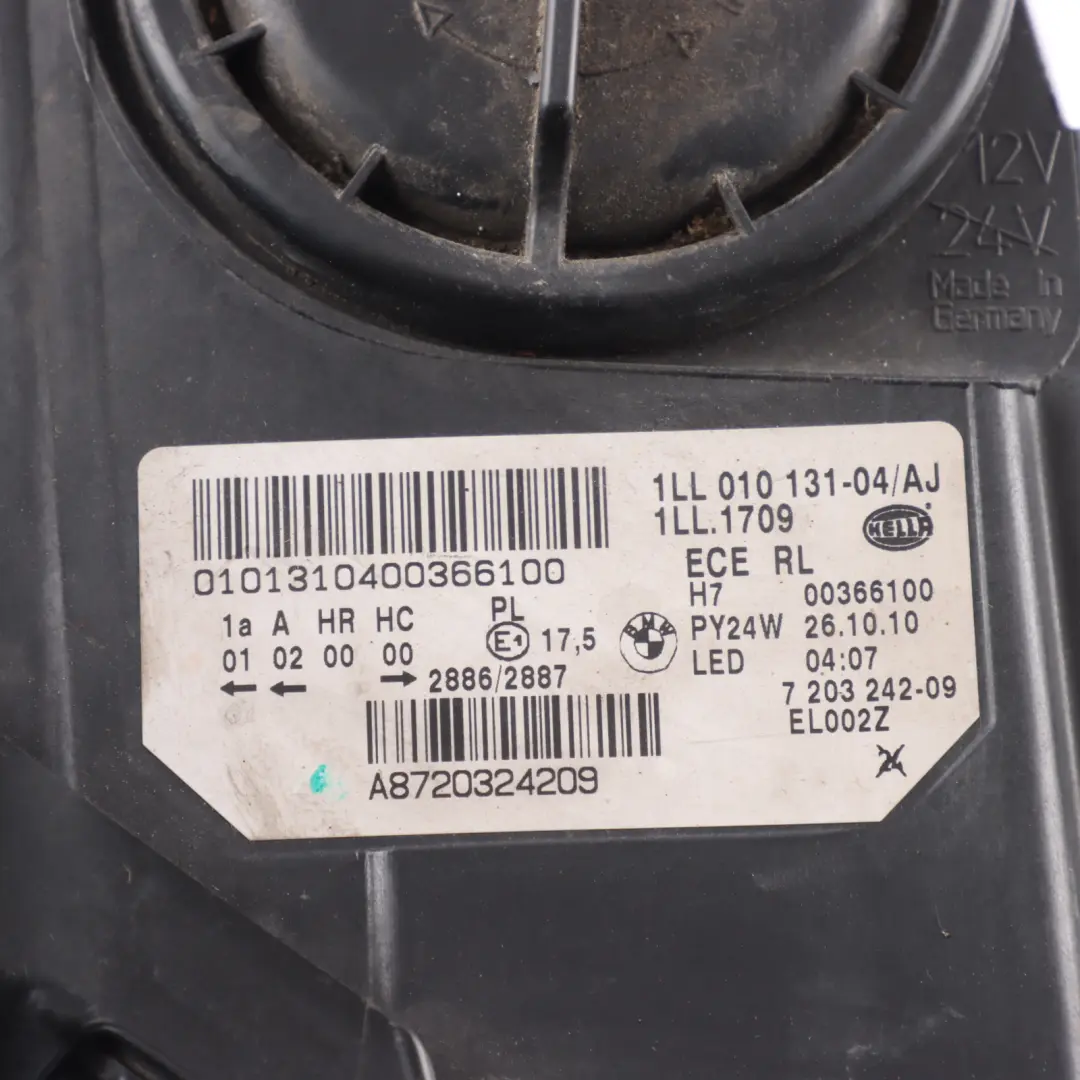 12V
24V
Made in
Germany
1LL 010 131-04/AJ
1LL.1709
HELLA
ECE RL
0101310400366100
H7 00366100
1a A HR HC PL
BMW
PY24W 26.10.10
01 02 00 00 E1 17,5
LED 04:07
2886/2887
7 203 242-09
EL002Z
24
A8720324209